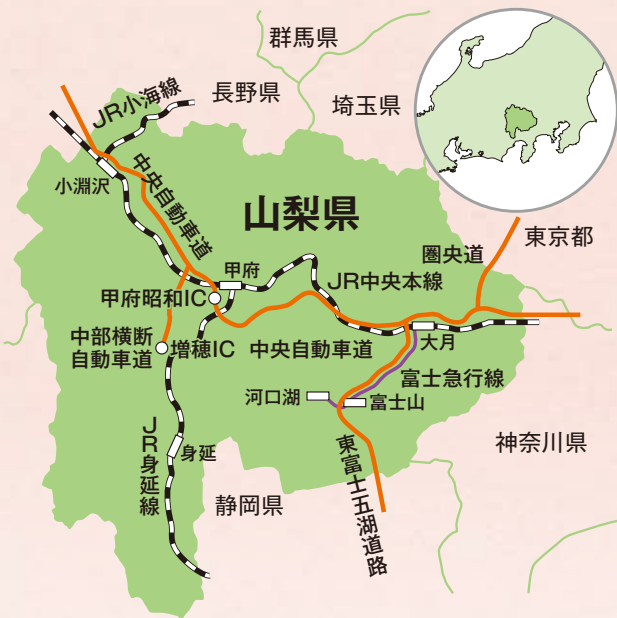 群馬県
長野県
埼玉県
JR小海線
小淵沢
中央自動車道
山梨県
東京都
圏央道
甲府
JR中央本線
甲府昭和IC
中部横断
自動車道
増穂IC
中央自動車道
大月
富士急行線
河口湖
富士山
JR身延線
身延
神奈川県
静岡県
東富士五湖道路